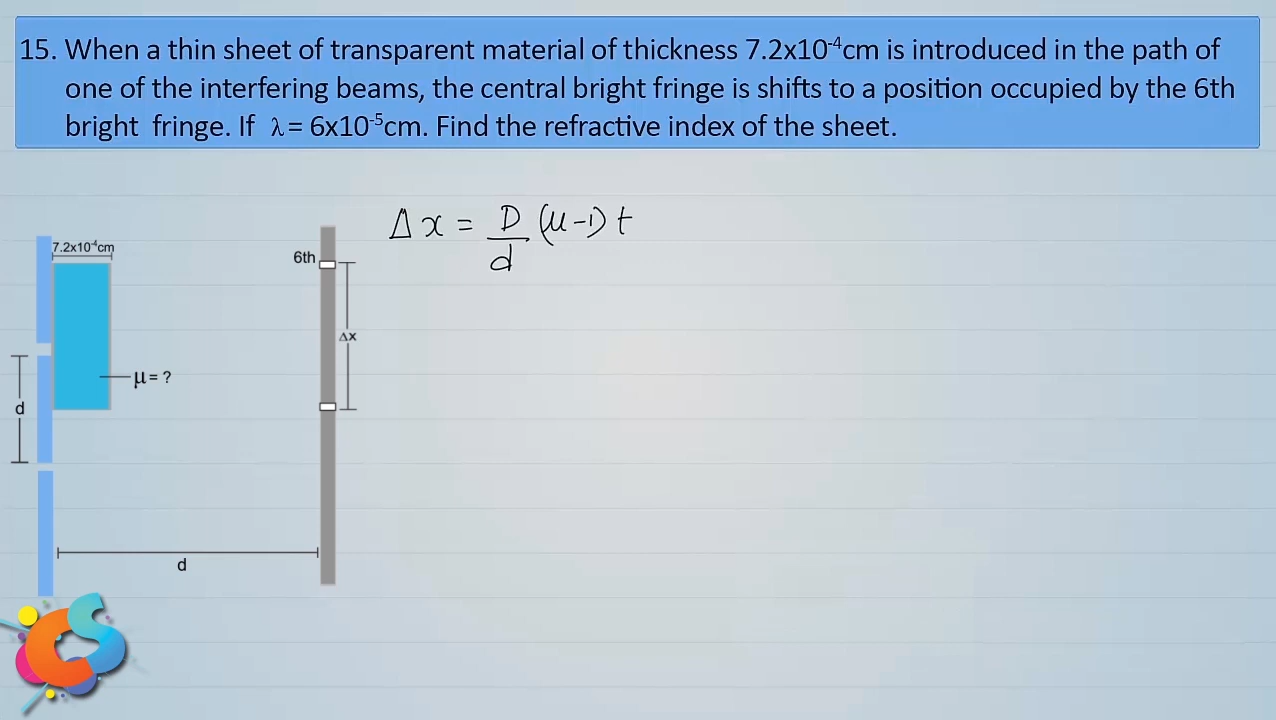 15. When a thin sheet of transparent material of thickness 7.2x10⁻⁴cm is introduced in the path of
one of the interfering beams, the central bright fringe is shifts to a position occupied by the 6th
bright fringe. If λ= 6x10⁻⁵cm. Find the refractive index of the sheet.
Δx = D/d (μ-1) t
7.2x10⁻⁴cm
6th
Δx
μ= ?
d
d
CS